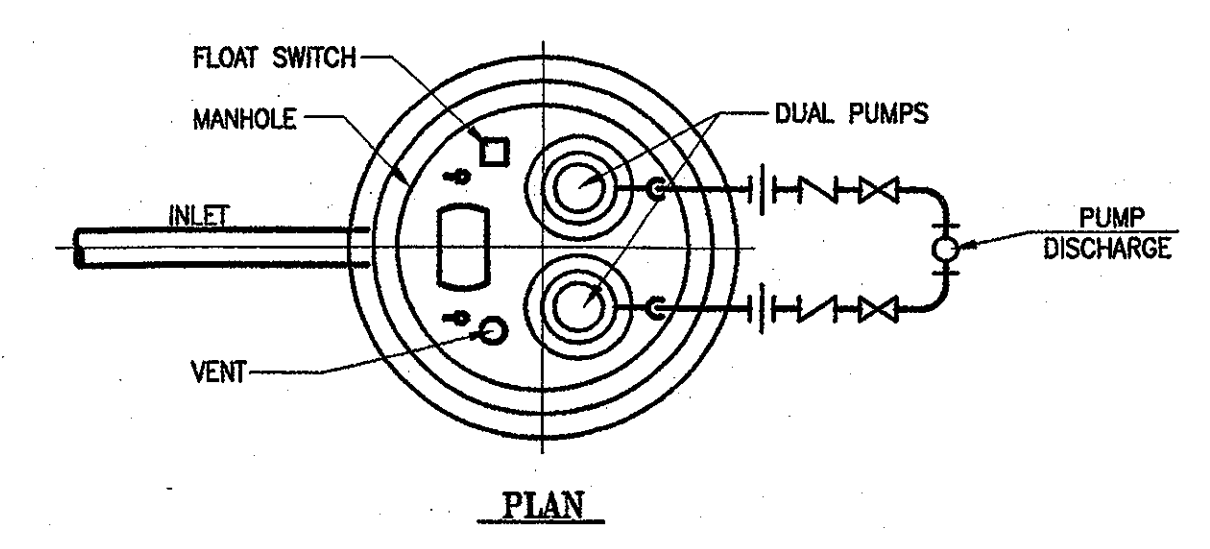 FLOAT SWITCH
MANHOLE
DUAL PUMPS
INLET
PUMP
DISCHARGE
VENT
PLAN